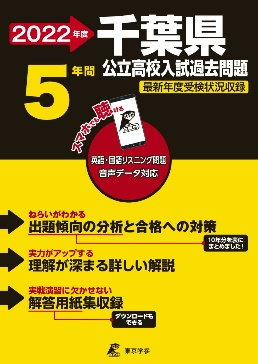 2022年度
千葉県
5年間
公立高校入試過去問題
最新年度受検状況収録
スマホでも聴ける
英語・国語リスニング問題
音声データ対応
ねらいがわかる
出題傾向の分析と合格への対策
10年分を表に
まとめました!
実力がアップする
理解が深まる詳しい解説
実戦演習に欠かせない
解答用紙集収録
ダウンロードも
できる
東京学参